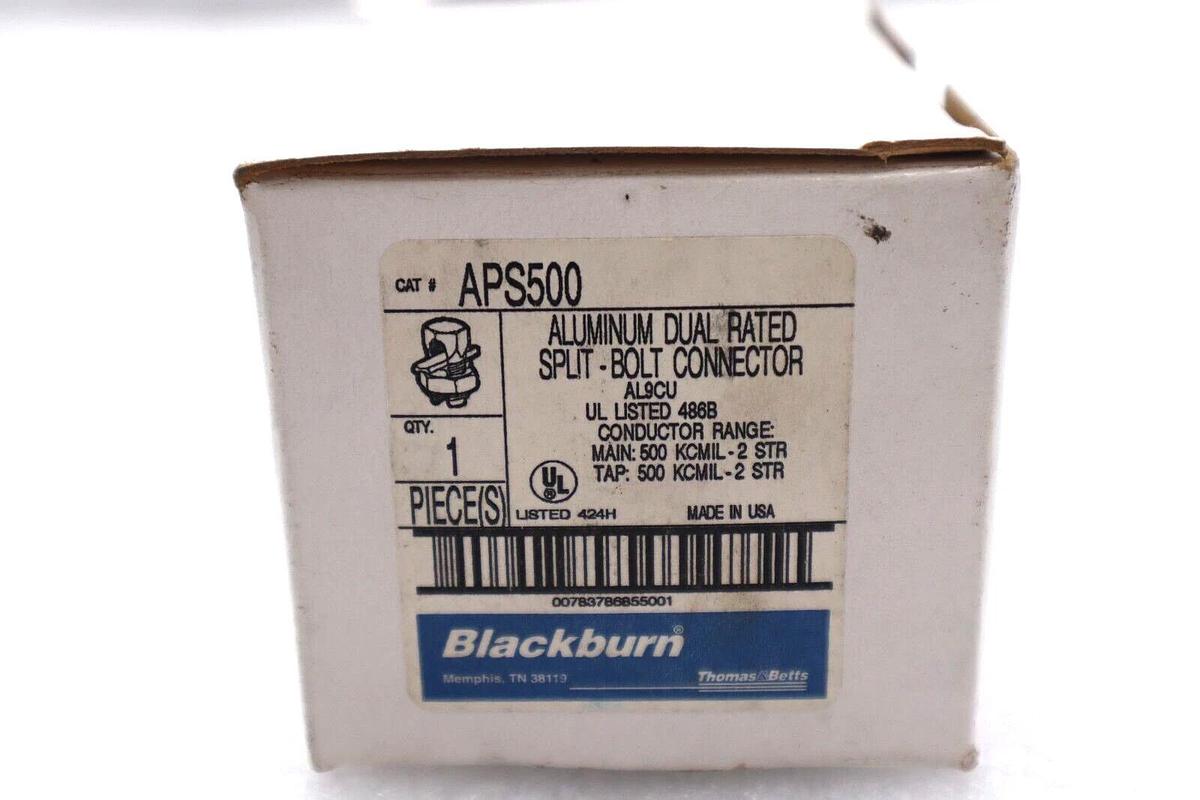 CAT # APS500
ALUMINUM DUAL RATED
SPLIT-BOLT CONNECTOR
AL9CU
UL LISTED 486B
CONDUCTOR RANGE:
MAIN: 500 KCMIL-2 STR
TAP: 500 KCMIL-2 STR
QTY.
1
PIECE(S)
UL®
LISTED 424H
MADE IN USA
00783786855001
Blackburn®
Memphis, TN 38119
Thomas&Betts